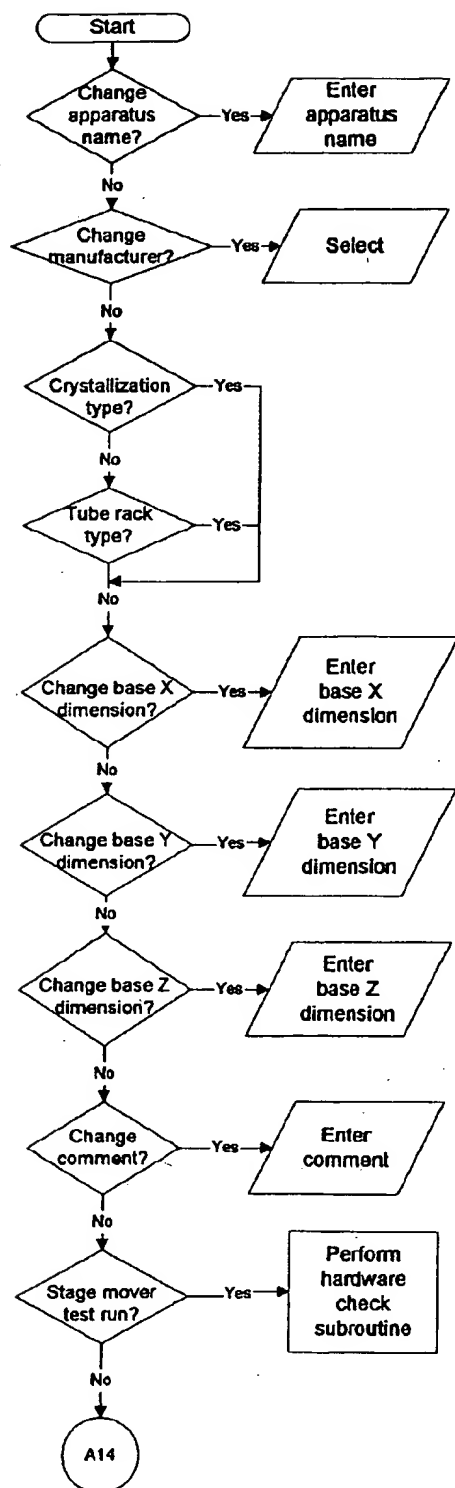 Start
Change
apparatus
name?
Yes
Enter
apparatus
name
No
Change
manufacturer?
Yes
Select
No
Crystallization
type?
Yes
No
Tube rack
type?
Yes
No
Change base X
dimension?
Yes
Enter
base X
dimension
No
Change base Y
dimension?
Yes
Enter
base Y
dimension
No
Change base Z
dimension?
Yes
Enter
base Z
dimension
No
Change
comment?
Yes
Enter
comment
No
Stage mover
test run?
Yes
Perform
hardware
check
subroutine
No
A14